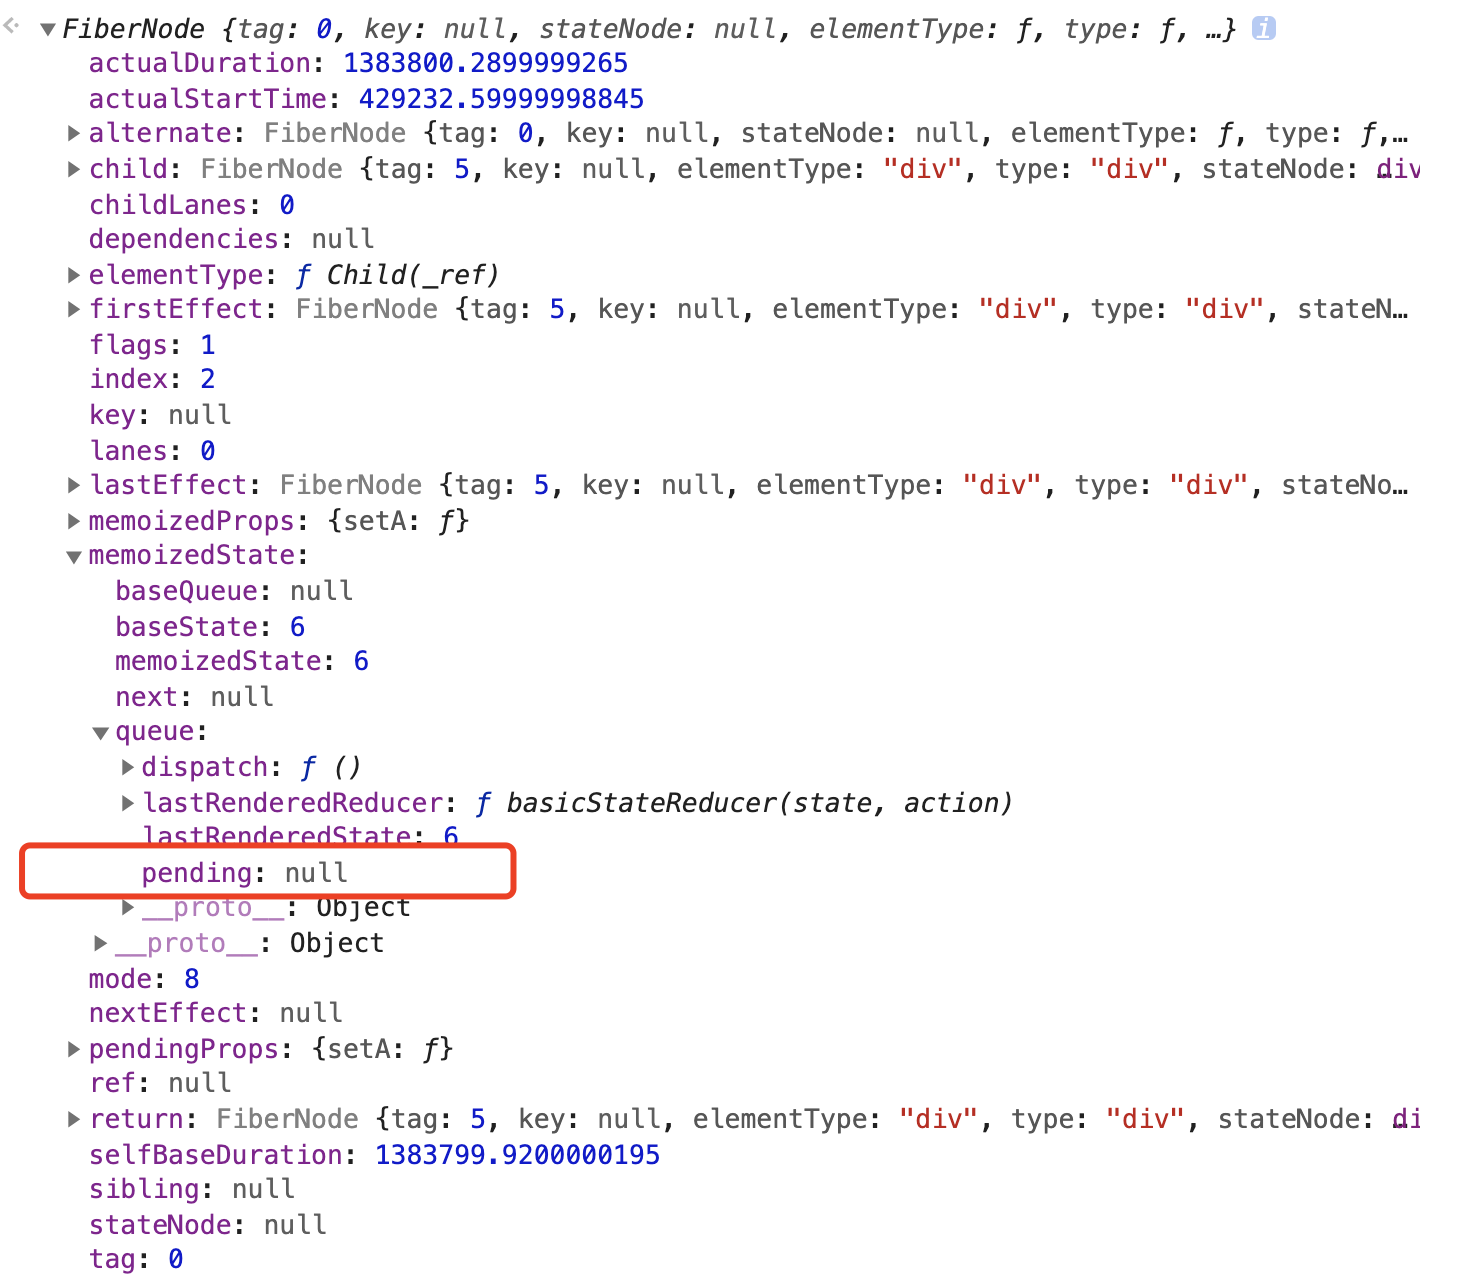 FiberNode {tag: 0, key: null, stateNode: null, elementType: ƒ, type: ƒ, …}
actualDuration: 1383800.2899999265
actualStartTime: 429232.59999998845
alternate: FiberNode {tag: 0, key: null, stateNode: null, elementType: ƒ, type: ƒ,…
child: FiberNode {tag: 5, key: null, elementType: "div", type: "div", stateNode: div
childLanes: 0
dependencies: null
elementType: ƒ Child(_ref)
firstEffect: FiberNode {tag: 5, key: null, elementType: "div", type: "div", stateN…
flags: 1
index: 2
key: null
lanes: 0
lastEffect: FiberNode {tag: 5, key: null, elementType: "div", type: "div", stateNo…
memoizedProps: {setA: ƒ}
memoizedState:
baseQueue: null
baseState: 6
memoizedState: 6
next: null
queue:
dispatch: ƒ ()
lastRenderedReducer: ƒ basicStateReducer(state, action)
lastRenderedState: 6
pending: null
__proto__: Object
__proto__: Object
mode: 8
nextEffect: null
pendingProps: {setA: ƒ}
ref: null
return: FiberNode {tag: 5, key: null, elementType: "div", type: "div", stateNode: di
selfBaseDuration: 1383799.9200000195
sibling: null
stateNode: null
tag: 0